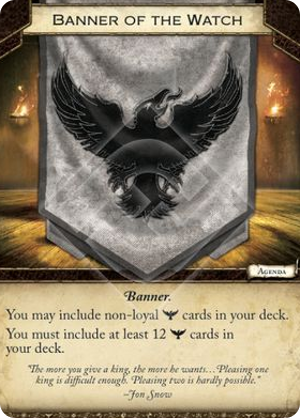 Banner of the Watch
Agenda
Banner.
You may include non-loyal cards in your deck.
You must include at least 12 cards in
your deck.
"The more you give a king, the more he wants…Pleasing one
king is difficult enough. Pleasing two is hardly possible."
–Jon Snow